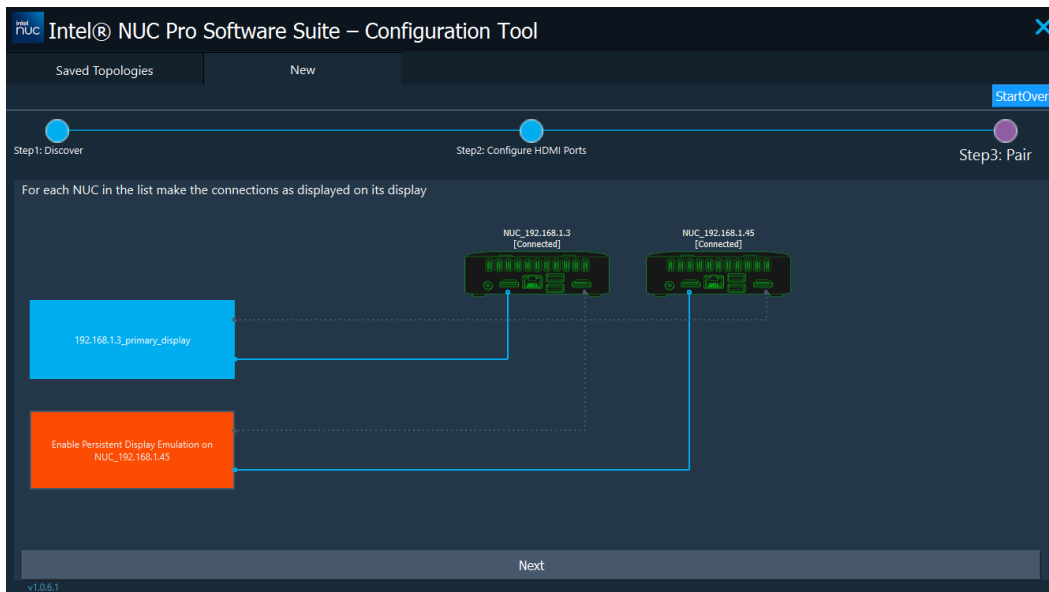 intel
nuc
Intel® NUC Pro Software Suite – Configuration Tool
Saved Topologies
New
StartOver
Step1: Discover
Step2: Configure HDMI Ports
Step3: Pair
For each NUC in the list make the connections as displayed on its display
NUC_192.168.1.3
[Connected]
NUC_192.168.1.45
[Connected]
192.168.1.3_primary_display
Enable Persistent Display Emulation on
NUC_192.168.1.45
Next
v1.0.6.1